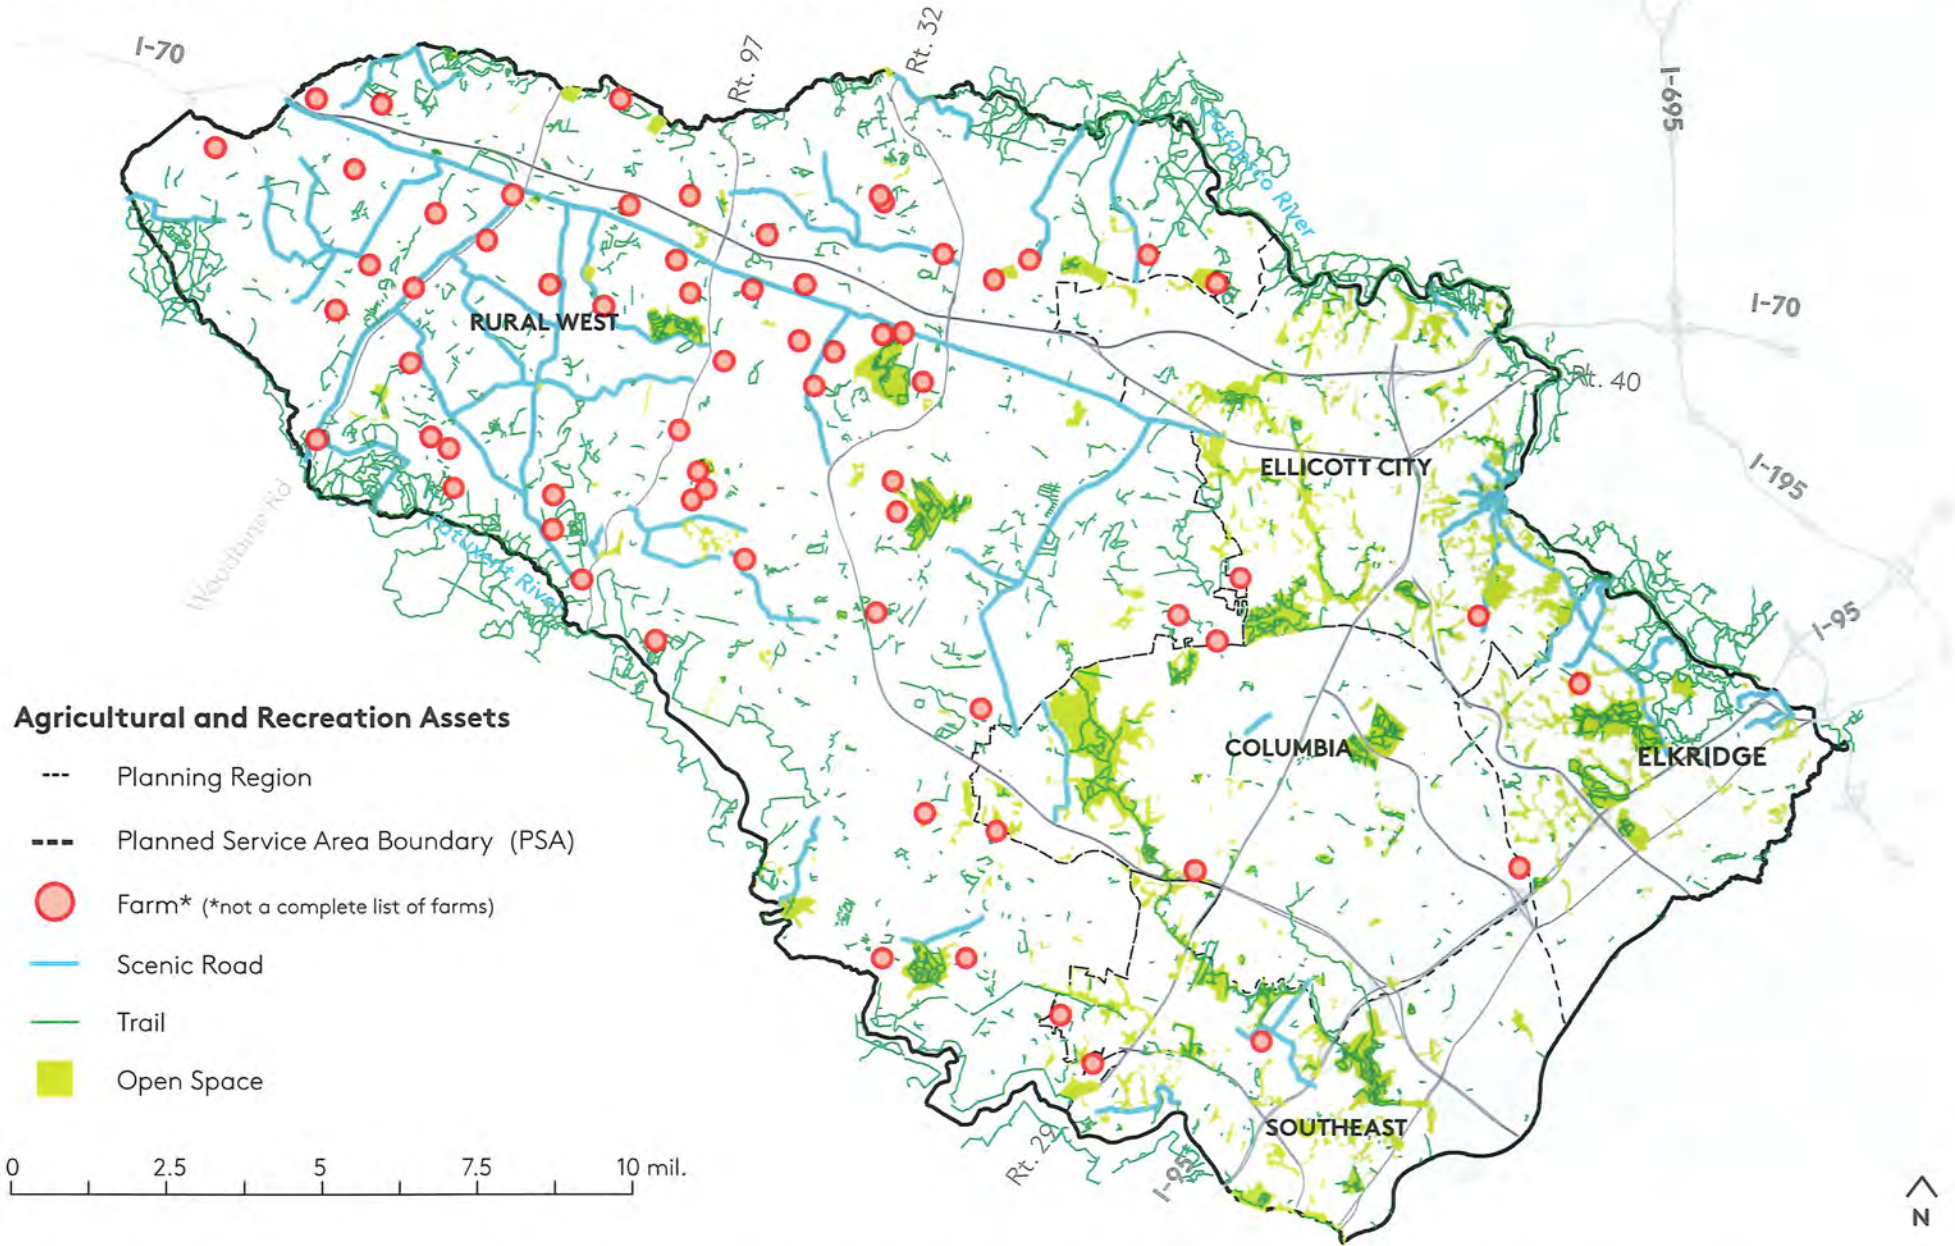 I-70
Rt. 97
Rt. 32
I-695
Patapsco River
I-70
Rt. 40
RURAL WEST
ELLICOTT CITY
I-195
Woodbine Rd
Patuxent River
I-95
Agricultural and Recreation Assets
Planning Region
Planned Service Area Boundary (PSA)
Farm* (*not a complete list of farms)
Scenic Road
Trail
Open Space
COLUMBIA
ELKRIDGE
SOUTHEAST
Rt. 29
I-95
0 2.5 5 7.5 10 mil.
N